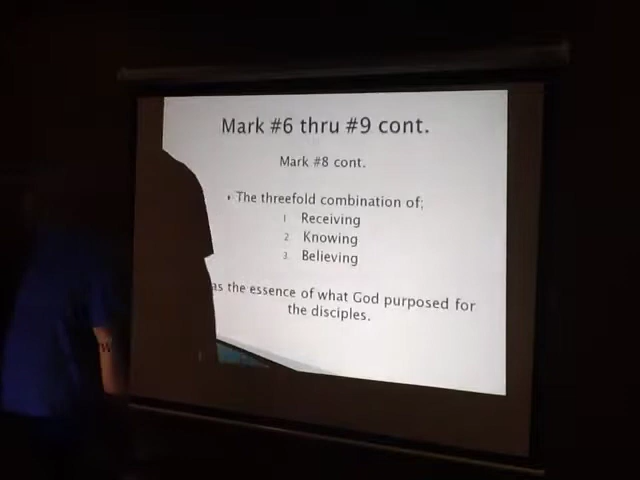 Mark #6 thru #9 cont.
Mark #8 cont.
• The threefold combination of;
1 Receiving
2 Knowing
3. Believing
as the essence of what God purposed for
the disciples.